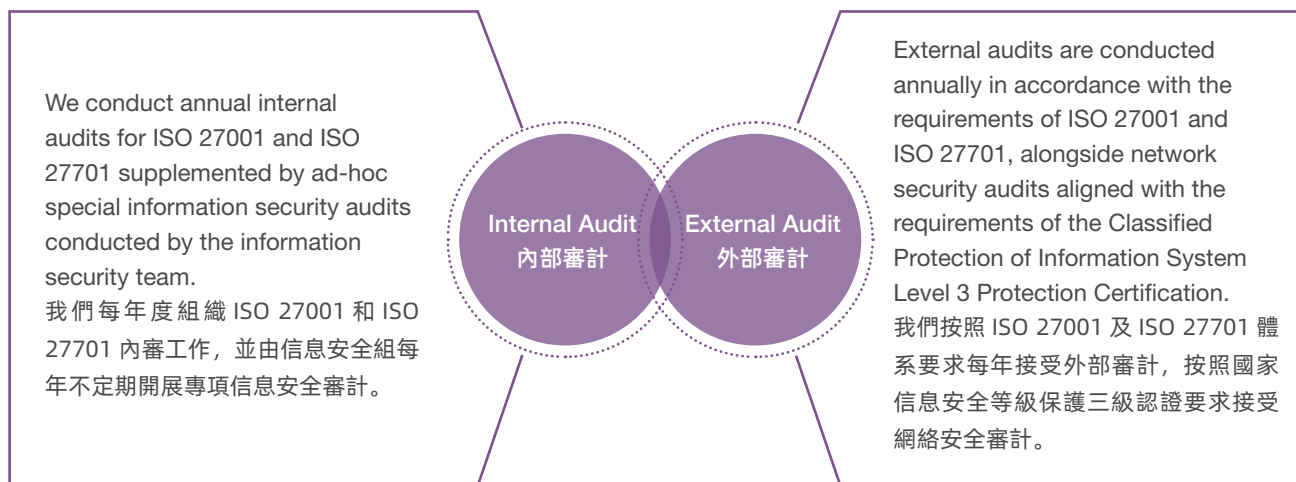 We conduct annual internal
audits for ISO 27001 and ISO
27701 supplemented by ad-hoc
special information security audits
conducted by the information
security team.
我們每年度組織 ISO 27001 和 ISO
27701 內審工作，並由信息安全組每
年不定期開展專項信息安全審計。
Internal Audit
內部審計
External Audit
外部審計
External audits are conducted
annually in accordance with the
requirements of ISO 27001 and
ISO 27701, alongside network
security audits aligned with the
requirements of the Classified
Protection of Information System
Level 3 Protection Certification.
我們按照 ISO 27001 及 ISO 27701 體
系要求每年接受外部審計，按照國家
信息安全等級保護三級認證要求接受
網絡安全審計。